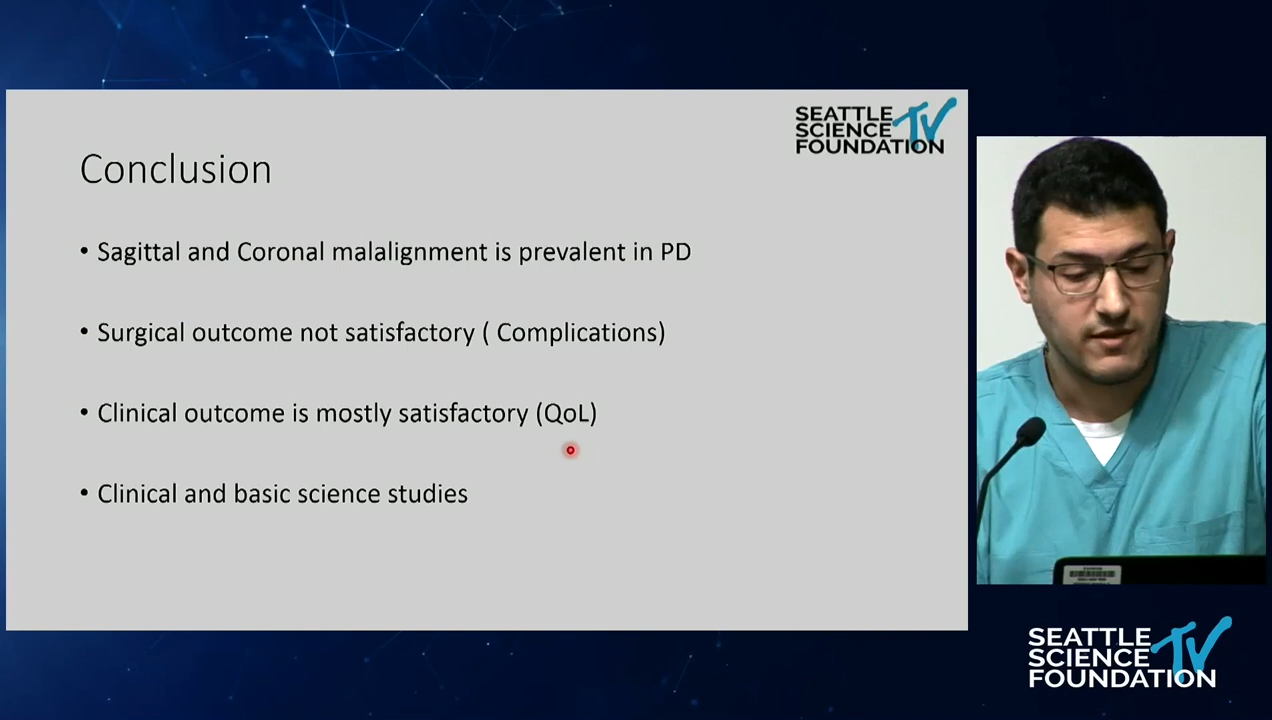 SEATTLE
SCIENCE
FOUNDATION
TV
Conclusion
• Sagittal and Coronal malalignment is prevalent in PD
• Surgical outcome not satisfactory ( Complications)
• Clinical outcome is mostly satisfactory (QoL)
• Clinical and basic science studies
SEATTLE
SCIENCE
FOUNDATION
TV